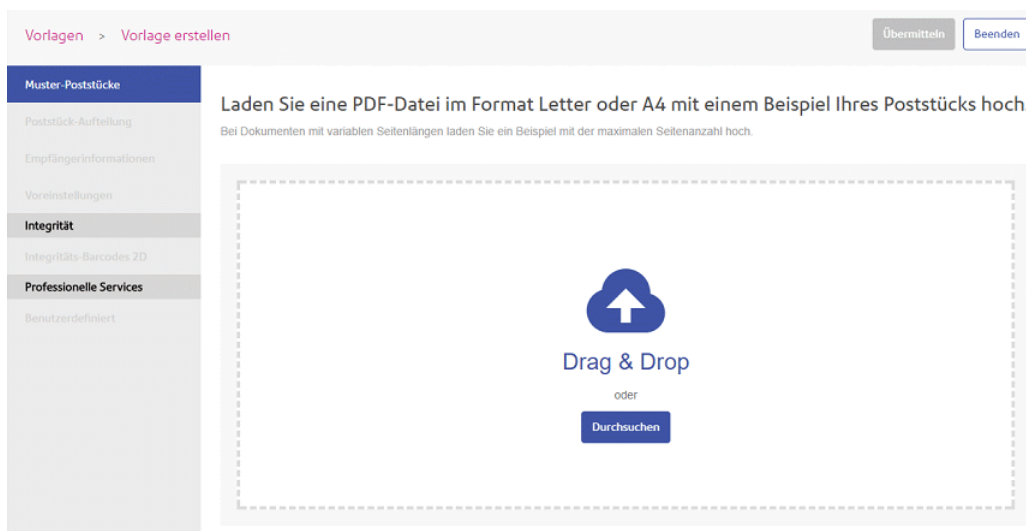 Vorlagen > Vorlage erstellen
Übermitteln
Beenden
Muster-Poststücke
Poststück-Aufteilung
Empfängerinformationen
Voreinstellungen
Integrität
Integritäts-Barcodes 2D
Professionelle Services
Benutzerdefiniert
Laden Sie eine PDF-Datei im Format Letter oder A4 mit einem Beispiel Ihres Poststücks hoch.
Bei Dokumenten mit variablen Seitenlängen laden Sie ein Beispiel mit der maximalen Seitenanzahl hoch.
Drag & Drop
oder
Durchsuchen